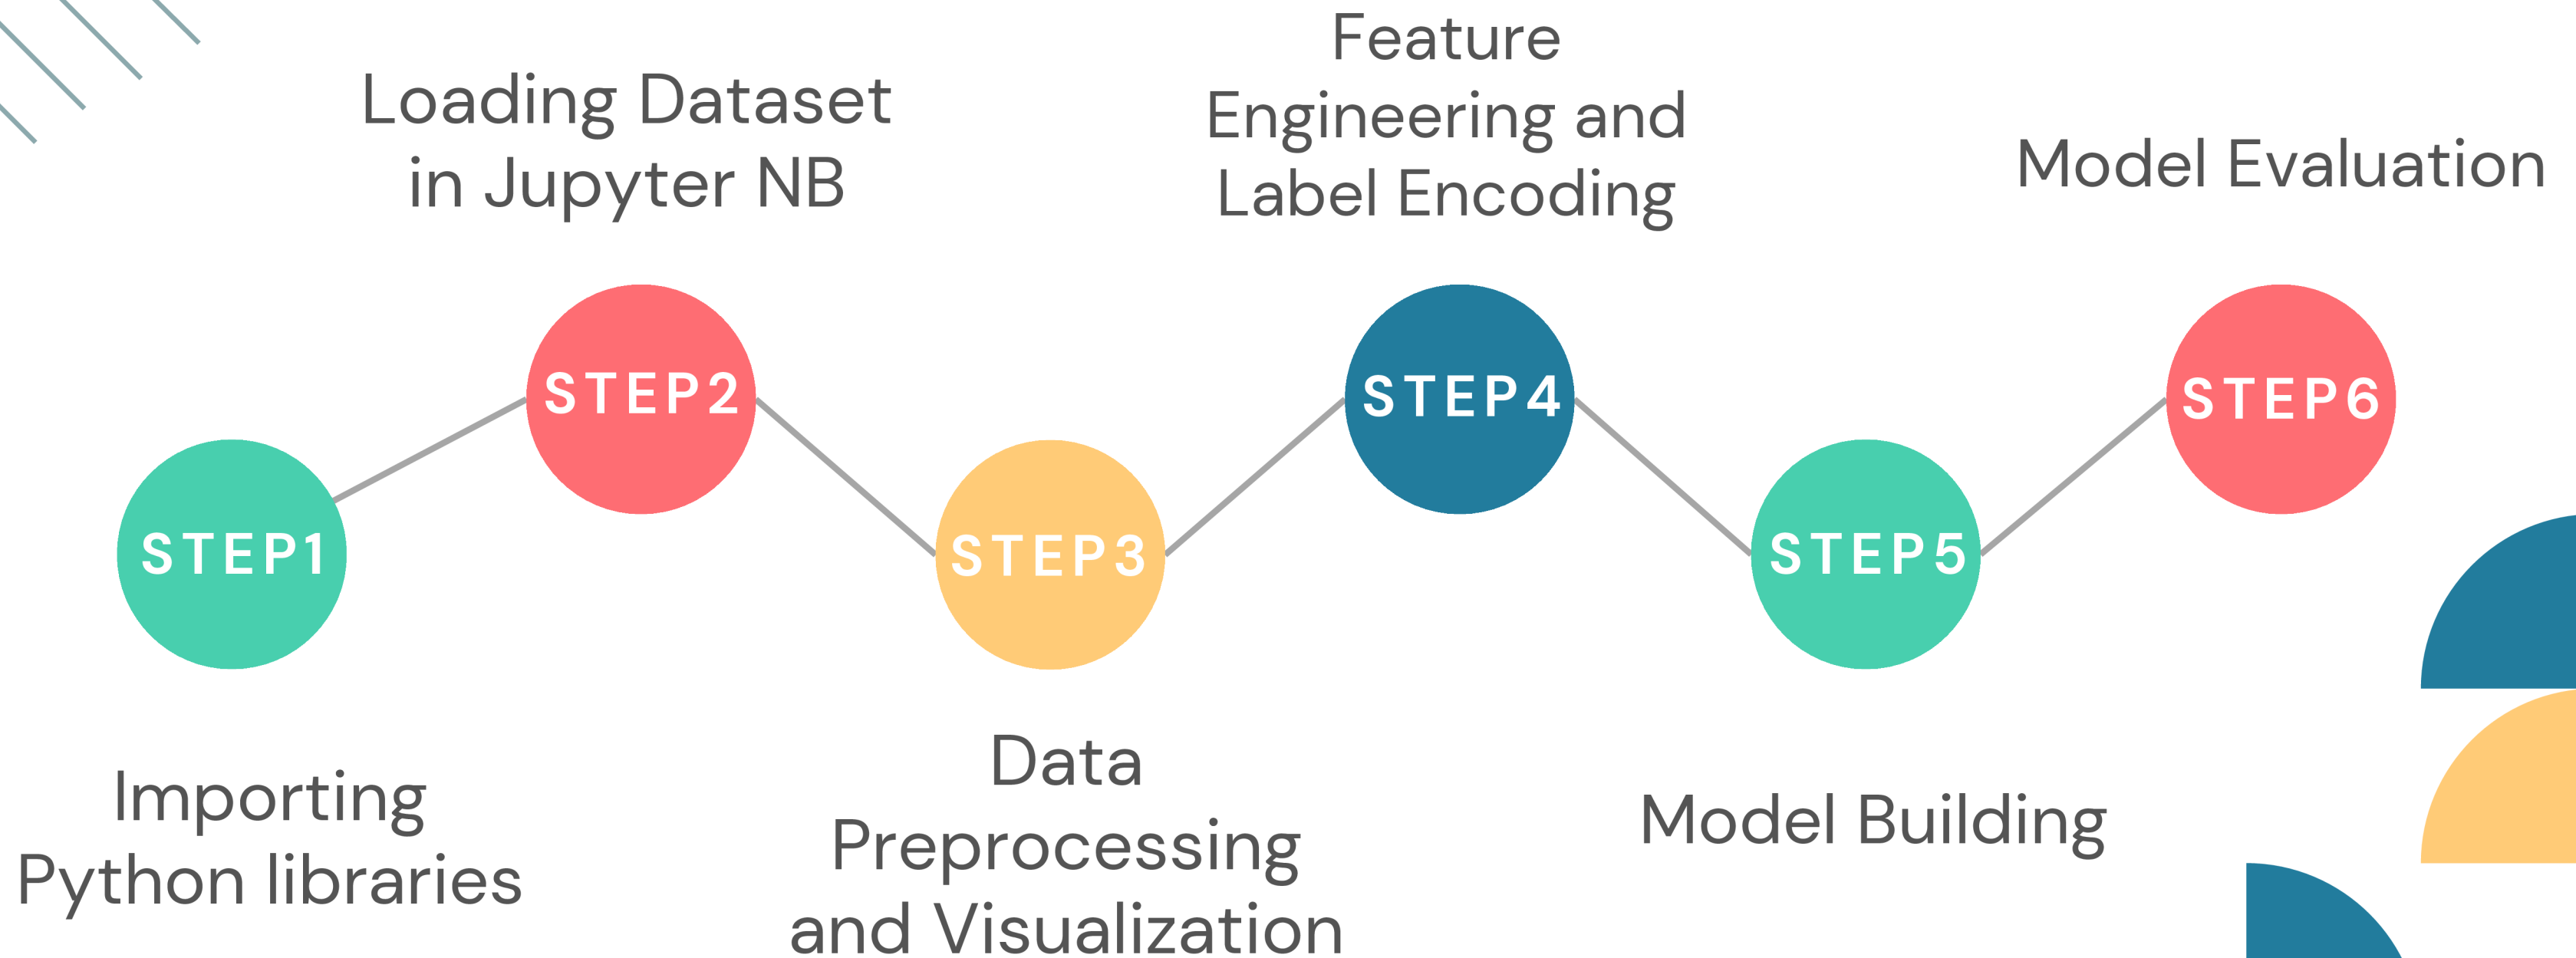 STEP1
Importing
Python libraries
STEP2
Loading Dataset
in Jupyter NB
STEP3
Data
Preprocessing
and Visualization
STEP4
Feature
Engineering and
Label Encoding
STEP5
Model Building
STEP6
Model Evaluation